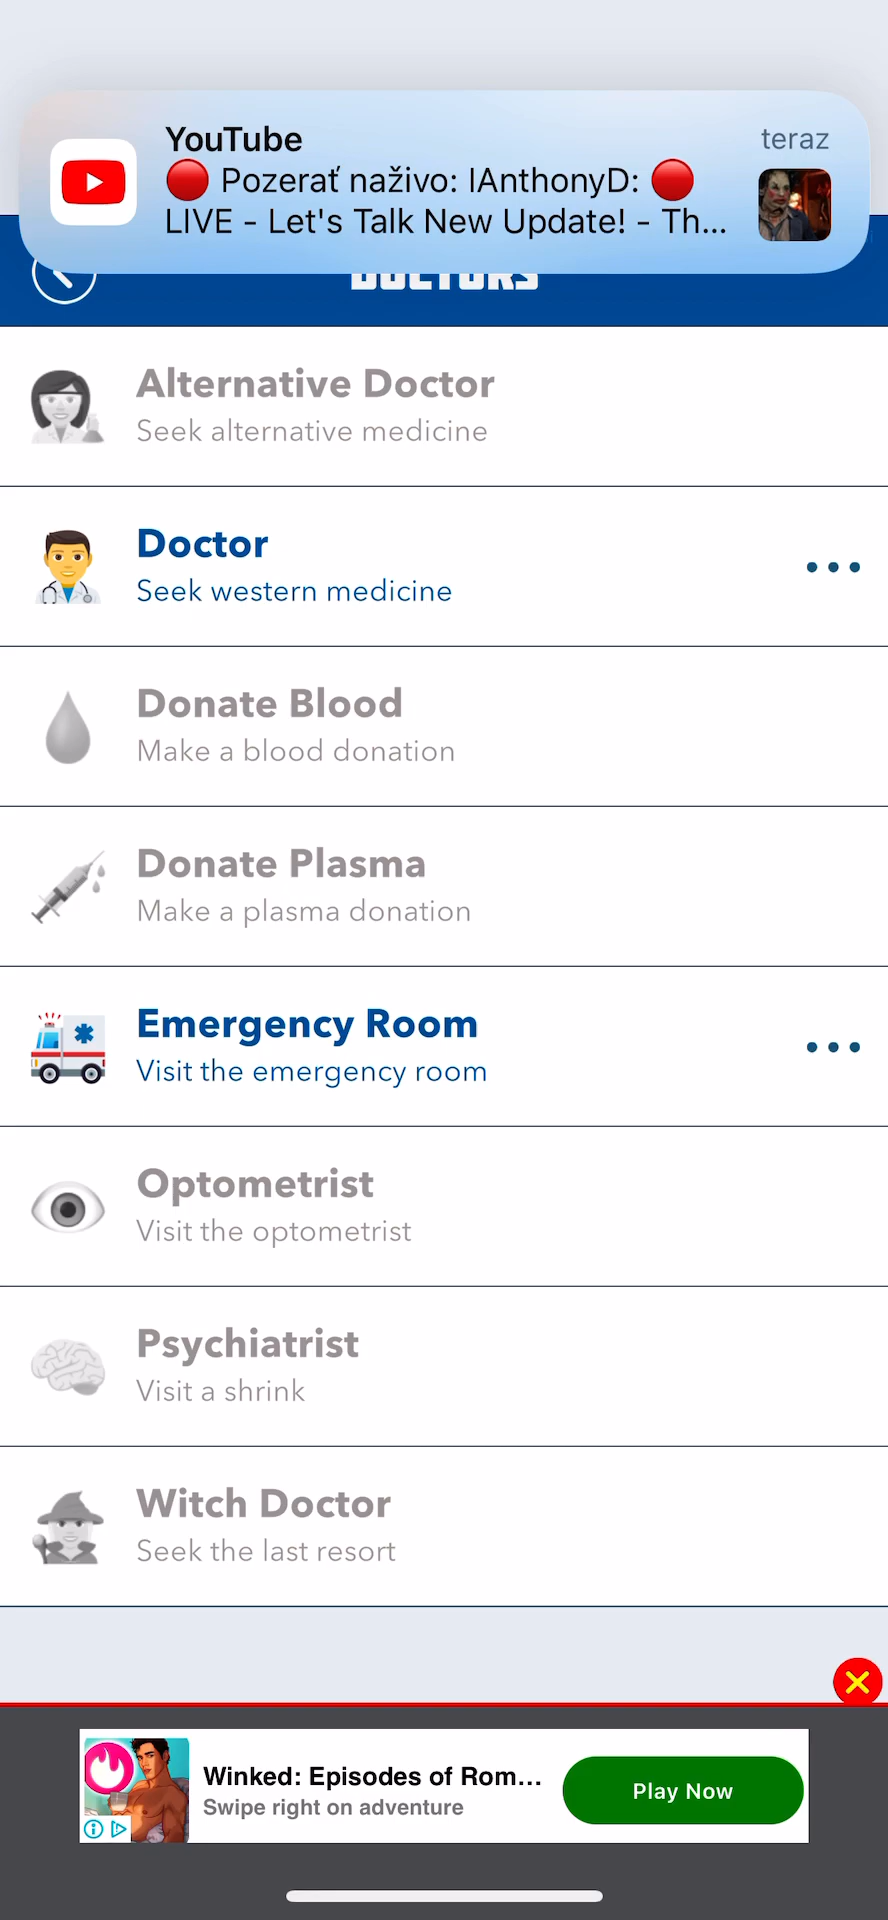 YouTube
teraz
🔴 Pozerať naživo: IAnthonyD: 🔴
LIVE - Let's Talk New Update! - Th...
DOCTORS
Alternative Doctor
Seek alternative medicine
Doctor
Seek western medicine
Donate Blood
Make a blood donation
Donate Plasma
Make a plasma donation
Emergency Room
Visit the emergency room
Optometrist
Visit the optometrist
Psychiatrist
Visit a shrink
Witch Doctor
Seek the last resort
Winked: Episodes of Rom...
Swipe right on adventure
Play Now